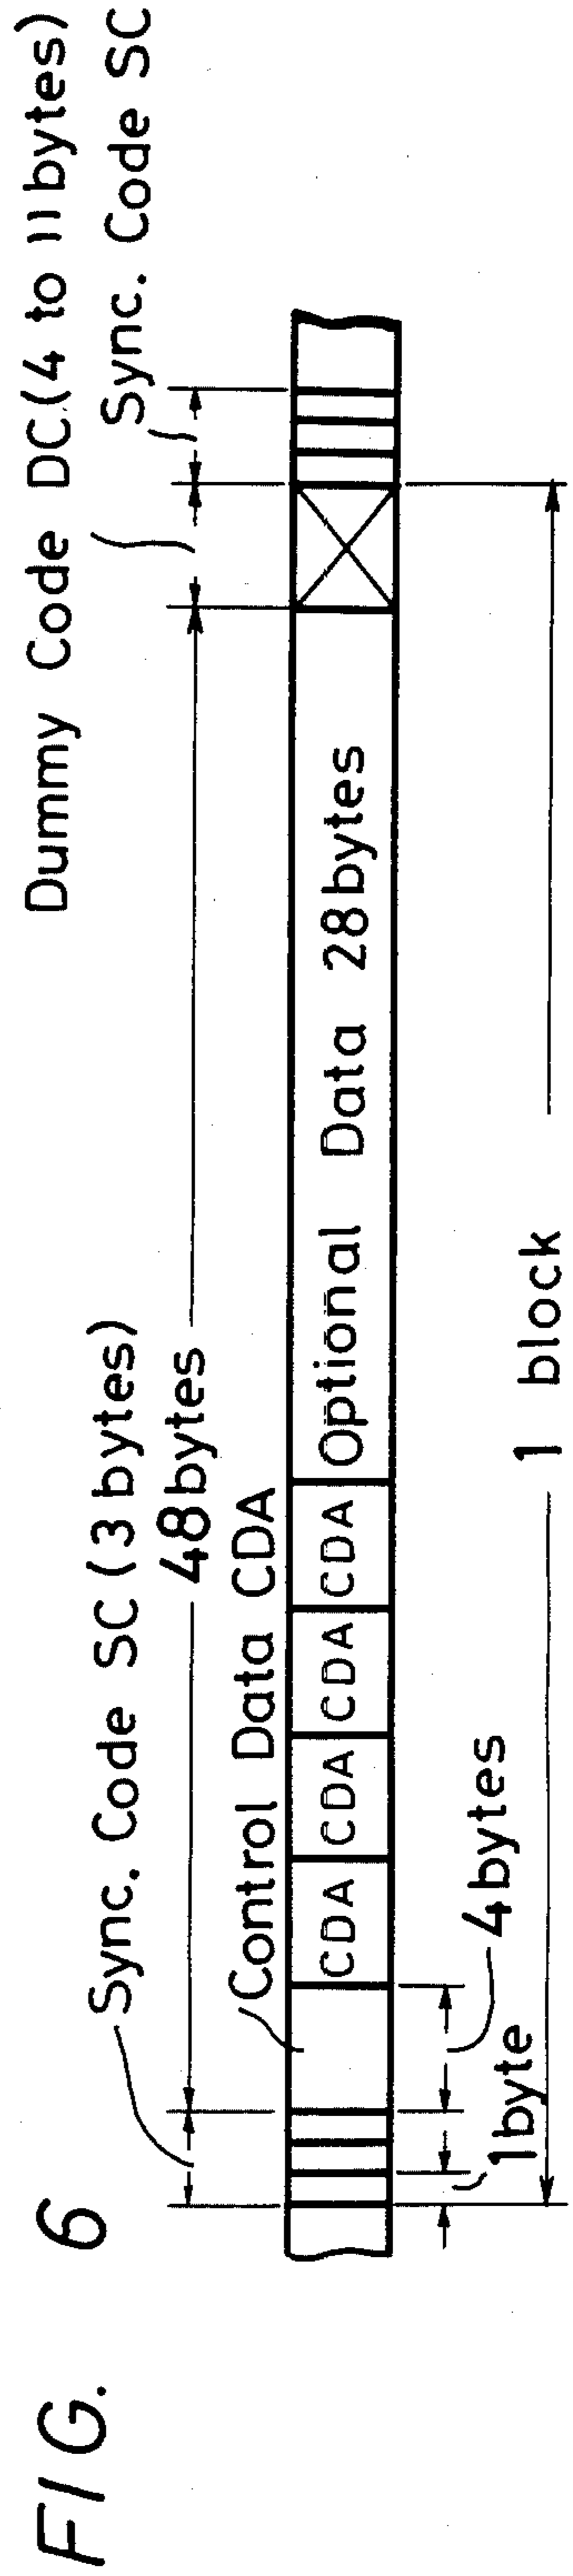 FIG. 6
Dummy Code DC (4 to 11 bytes)
Sync. Code SC (3 bytes)
Sync. Code SC
48 bytes
Control Data CDA
CDA CDA CDA CDA Optional Data 28 bytes
4 bytes
1 byte
1 block